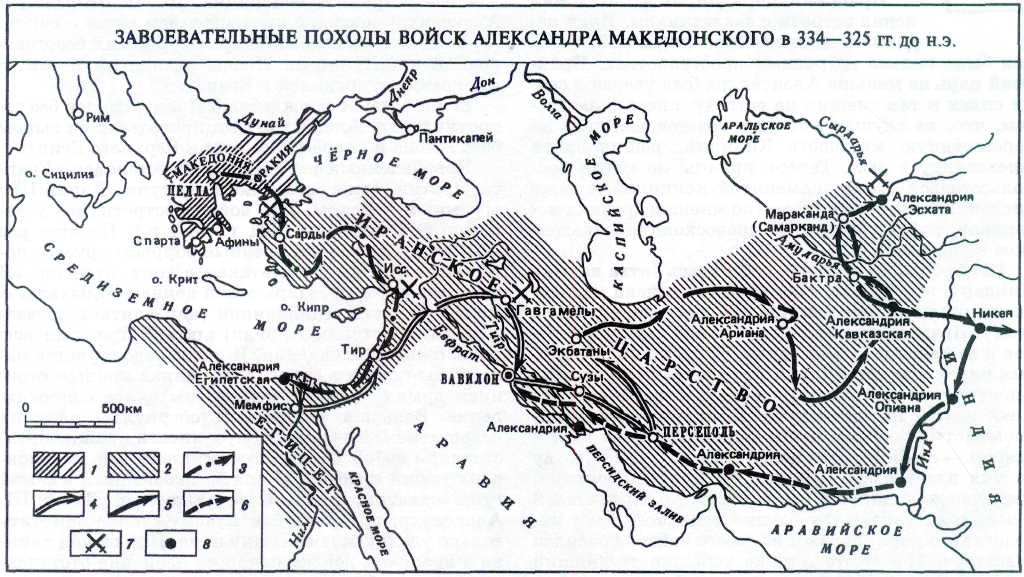 ЗАВОЕВАТЕЛЬНЫЕ ПОХОДЫ ВОЙСК АЛЕКСАНДРА МАКЕДОНСКОГО в 334—325 гг. до н.э.
Рим
о. Сицилия
Дунай
Днепр
Дон
Волга
Пантикапей
ЧЁРНОЕ
МОРЕ
МАКЕДОНИЯ
ФРАКИЯ
ПЕЛЛА
Спарта
Афины
Сарды
о. Крит
о. Кипр
СРЕДИЗЕМНОЕ
МОРЕ
Исс
Тир
Александрия
Египетская
Мемфис
ЕГИПЕТ
Нил
КРАСНОЕ МОРЕ
АРАВИЯ
ИРАНСКОЕ
ЦАРСТВО
КАСПИЙСКОЕ
МОРЕ
АРАЛЬСКОЕ
МОРЕ
Сырдарья
Амударья
Гавгамелы
Тигр
Евфрат
ВАВИЛОН
Экбатаны
Сузы
Александрия
ПЕРСЕПОЛЬ
ПЕРСИДСКИЙ ЗАЛИВ
Александрия
Эсхата
Мараканда
(Самарканд)
Бактра
Александрия
Ариана
Александрия
Кавказская
Никея
Александрия
Опиана
Инд
ИНДИЯ
Александрия
Александрия
АРАВИЙСКОЕ
МОРЕ
0 500км
1 2 3
4 5 6
7 8